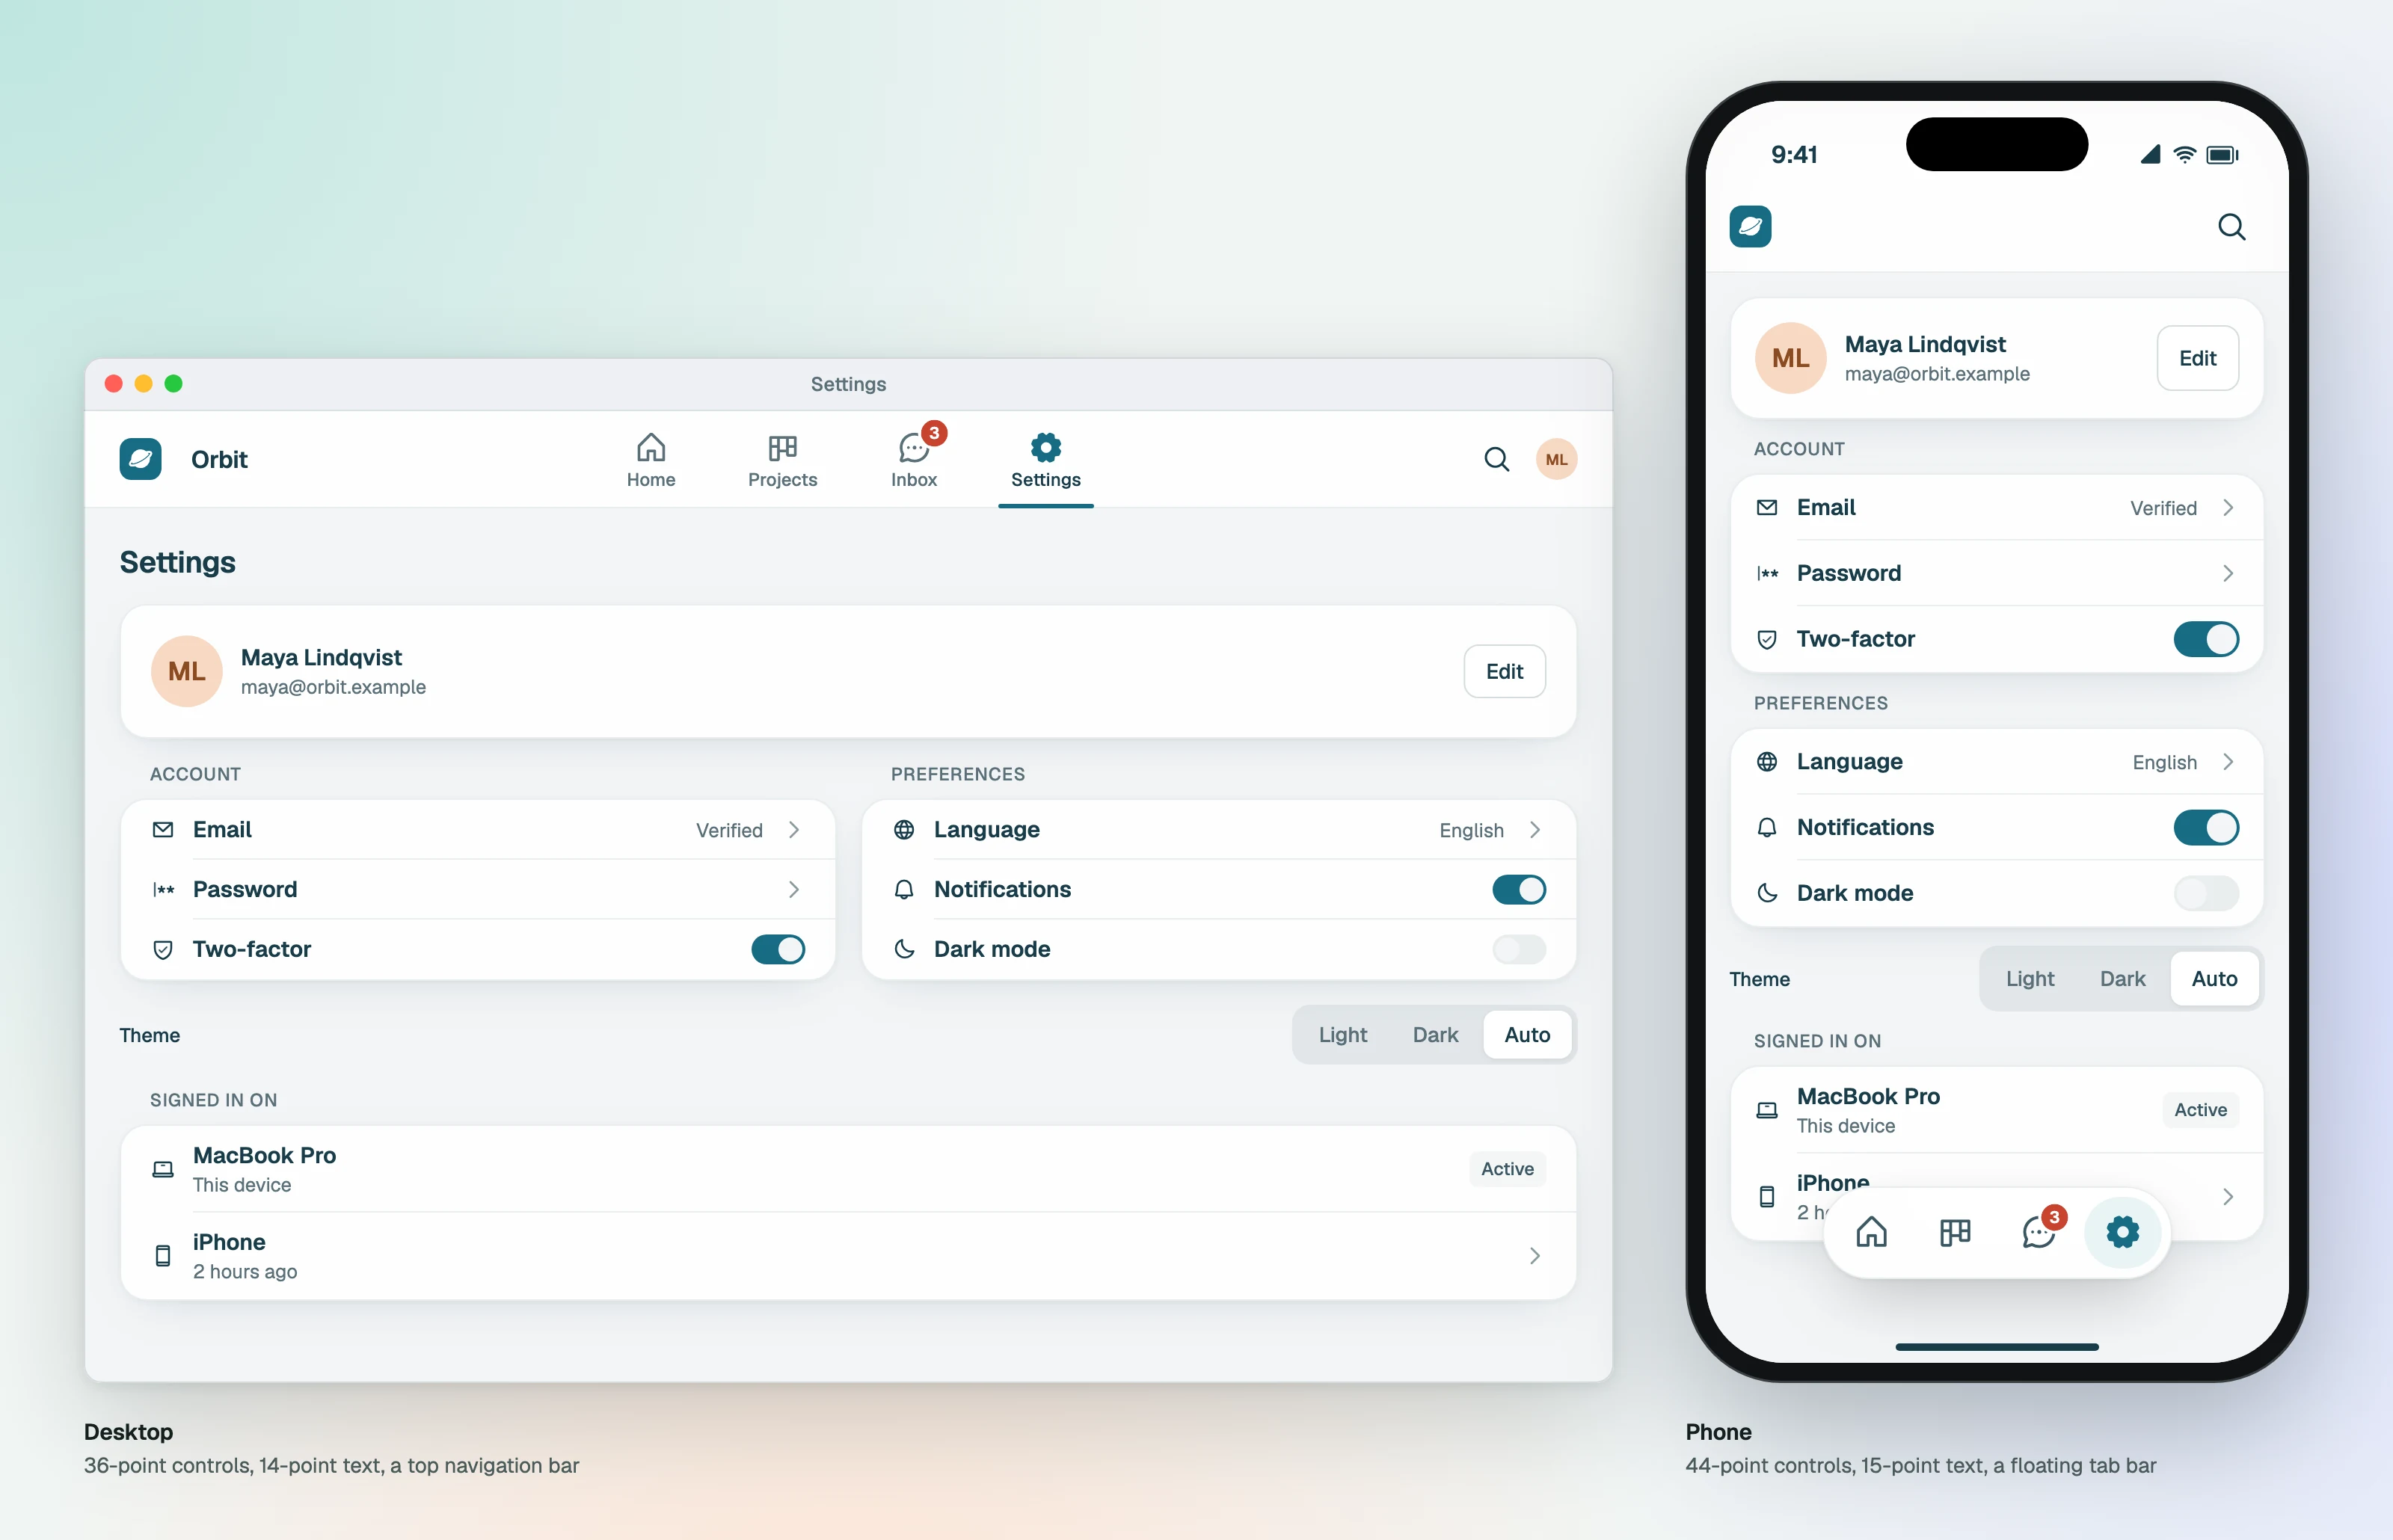 Settings
Orbit
Home
Projects
Inbox
3
Settings
ML
Settings
ML
Maya Lindqvist
maya@orbit.example
Edit
ACCOUNT
Email
Verified
Password
Two-factor
PREFERENCES
Language
English
Notifications
Dark mode
Theme
Light
Dark
Auto
SIGNED IN ON
MacBook Pro
This device
Active
iPhone
2 hours ago
Desktop
36-point controls, 14-point text, a top navigation bar
9:41
ML
Maya Lindqvist
maya@orbit.example
Edit
ACCOUNT
Email
Verified
Password
Two-factor
PREFERENCES
Language
English
Notifications
Dark mode
Theme
Light
Dark
Auto
SIGNED IN ON
MacBook Pro
This device
Active
iPhone
2
3
Phone
44-point controls, 15-point text, a floating tab bar